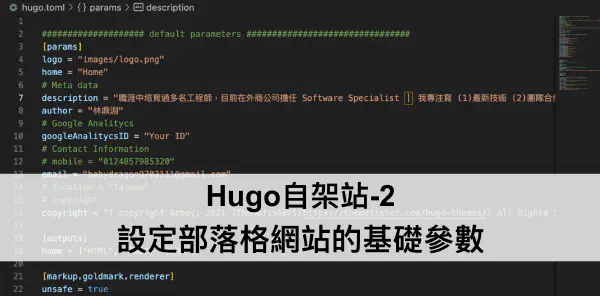 hugo.toml > { } params > description
1
2 #################### default parameters ################################
3 [params]
4 logo = "images/logo.png"
5 home = "Home"
6 # Meta data
7 description = "職涯中培育過多名工程師，目前在外商公司擔任 Software Specialist | 我專注寫 (1)最新技術 (2)團隊合
8 author = "林鼎淵"
9 # Google Analitycs
10 googleAnalitycsID = "Your ID"
11 # Contact Information
12 # mobile = "0124857985320"
13 email = "babydragon9703111@gmail.com"
14 # location = "Taiwan"
15 # copyright
16 copyright = "| copyright &copy; 2021 [Themefisher](https://themefisher.com/hugo-themes/) All Rights
17
18 [outputs]
19 home = ["HTML",
20
21 [markup.goldmark.renderer]
22 unsafe = true
Hugo自架站-2
設定部落格網站的基礎參數